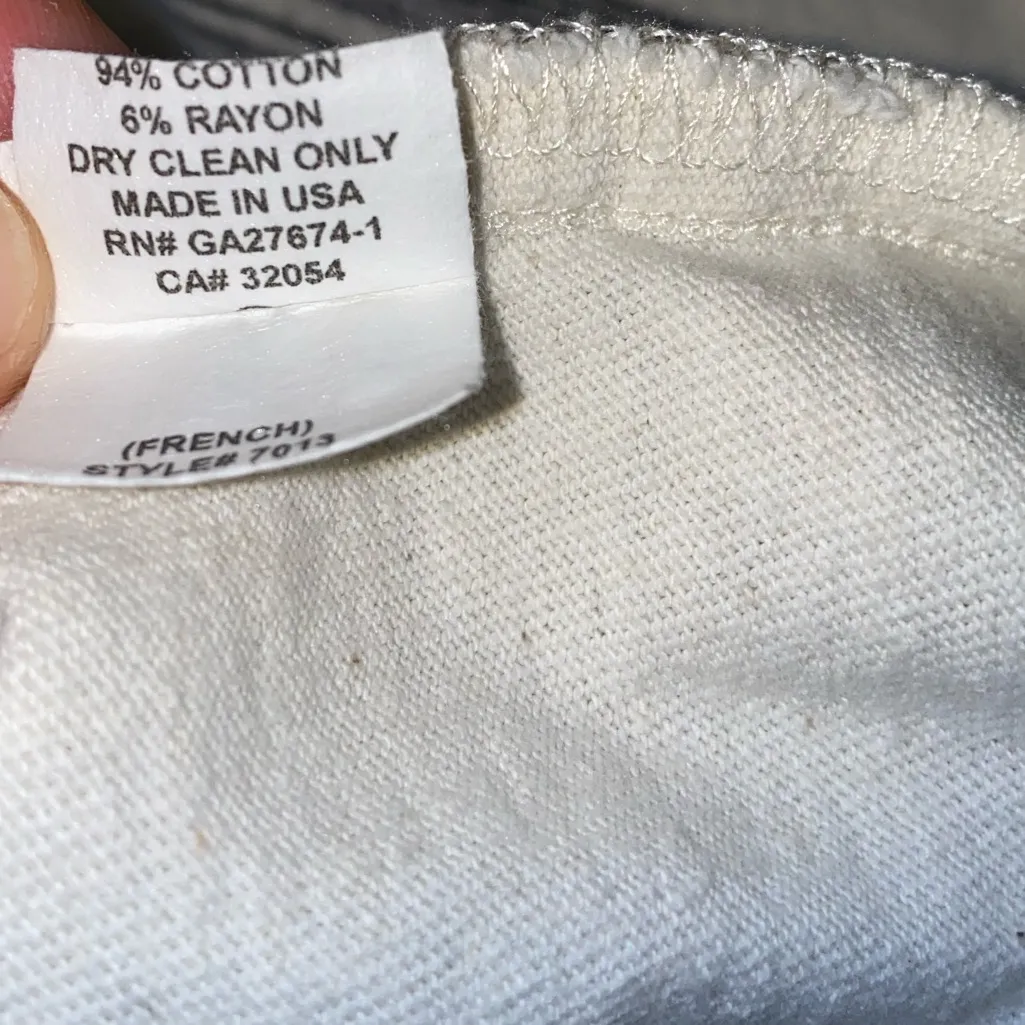 94% COTTON
6% RAYON
DRY CLEAN ONLY
MADE IN USA
RN# GA27674-1
CA# 32054
(FRENCH)
STYLE# 7013